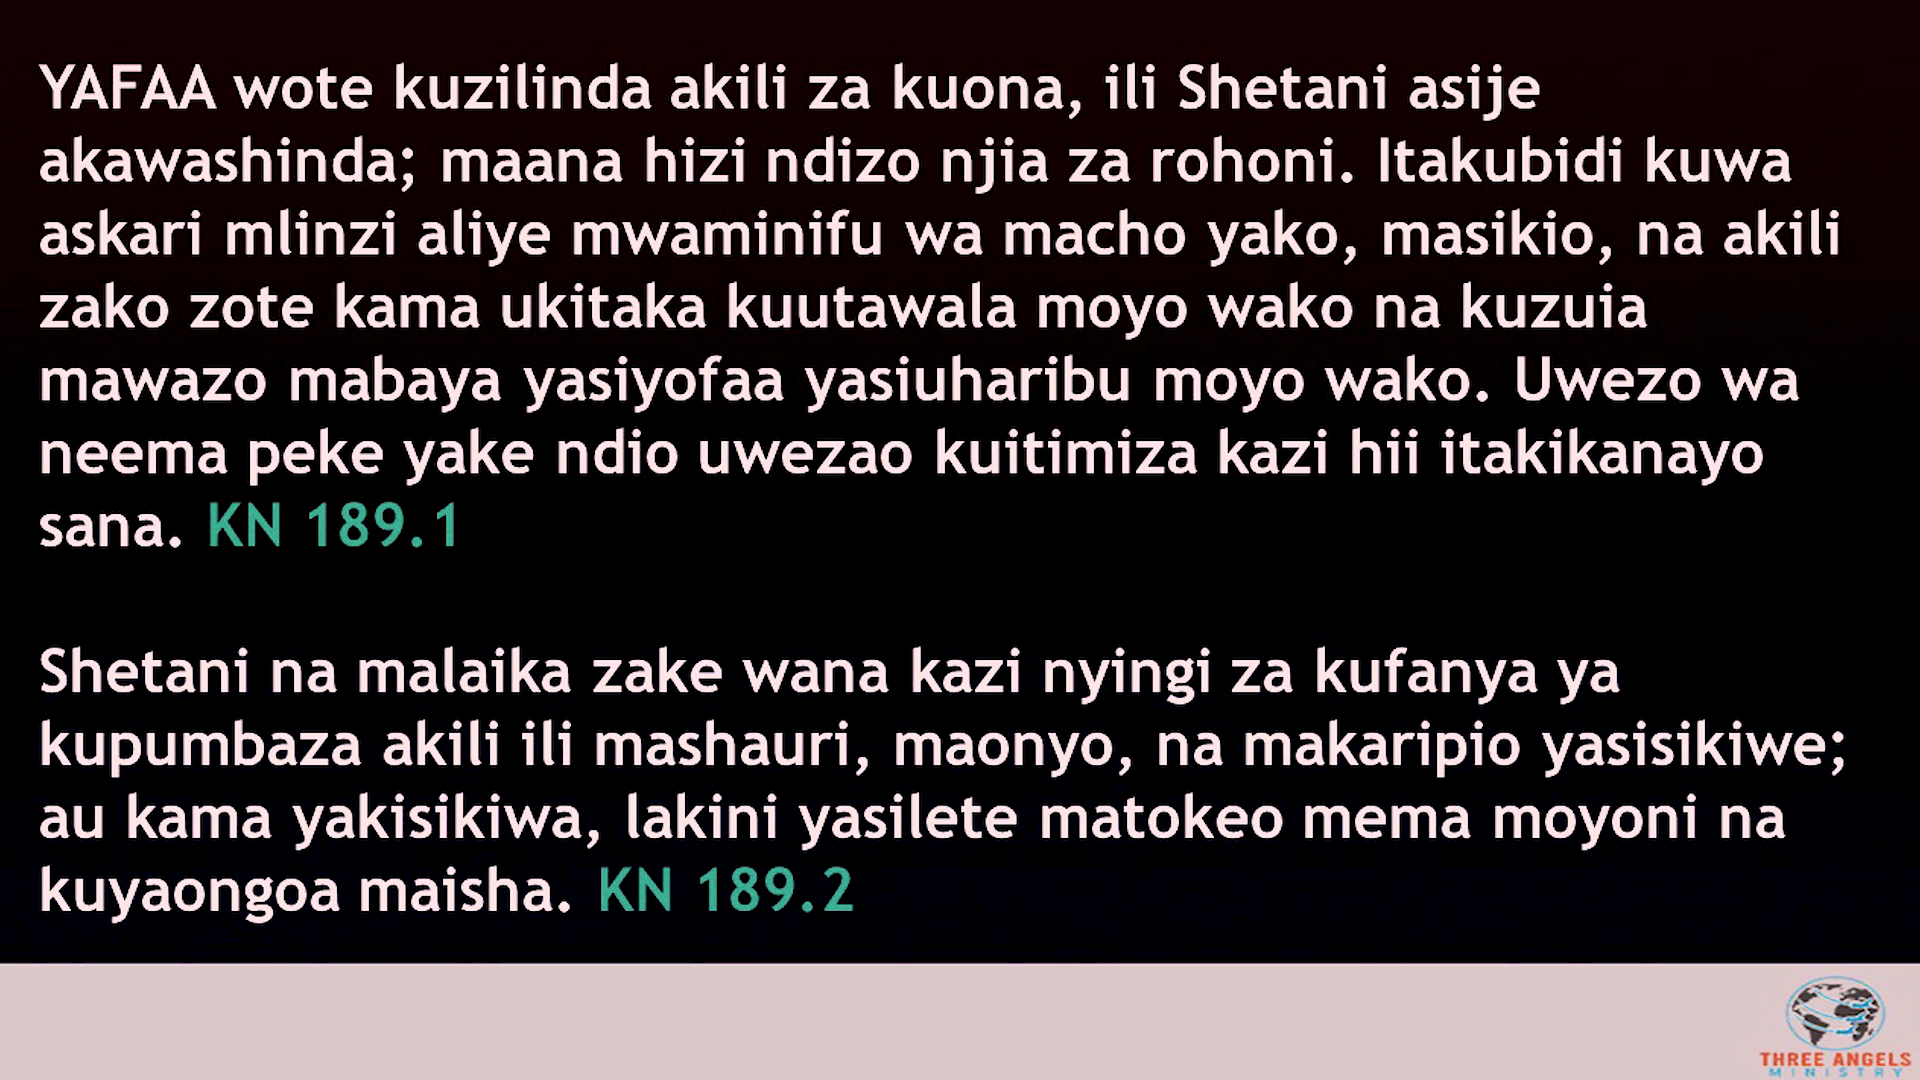 YAFAA wote kuzilinda akili za kuona, ili Shetani asije
akawashinda; maana hizi ndizo njia za rohoni. Itakubidi kuwa
askari mlinzi aliye mwaminifu wa macho yako, masikio, na akili
zako zote kama ukitaka kuutawala moyo wako na kuzuia
mawazo mabaya yasiyofaa yasiuharibu moyo wako. Uwezo wa
neema peke yake ndio uwezao kuitimiza kazi hii itakikanayo
sana. KN 189.1
Shetani na malaika zake wana kazi nyingi za kufanya ya
kupumbaza akili ili mashauri, maonyo, na makaripio yasisikiwe;
au kama yakisikiwa, lakini yasilete matokeo mema moyoni na
kuyaongoa maisha. KN 189.2
THREE ANGELS
MINISTRY